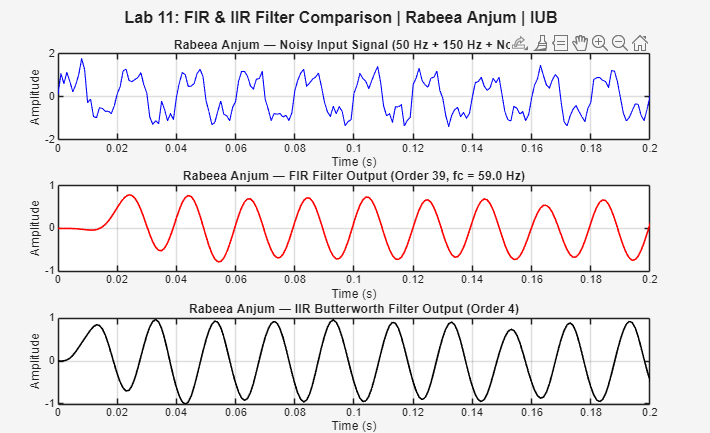 Lab 11: FIR & IIR Filter Comparison | Rabeea Anjum | IUB
Rabeea Anjum — Noisy Input Signal (50 Hz + 150 Hz +
Amplitude
2
0
-2
0 0.02 0.04 0.06 0.08 0.1 0.12 0.14 0.16 0.18 0.2
Time (s)
Rabeea Anjum — FIR Filter Output (Order 39, fc = 59.0 Hz)
Amplitude
1
0
-1
0 0.02 0.04 0.06 0.08 0.1 0.12 0.14 0.16 0.18 0.2
Time (s)
Rabeea Anjum — IIR Butterworth Filter Output (Order 4)
Amplitude
1
0
-1
0 0.02 0.04 0.06 0.08 0.1 0.12 0.14 0.16 0.18 0.2
Time (s)